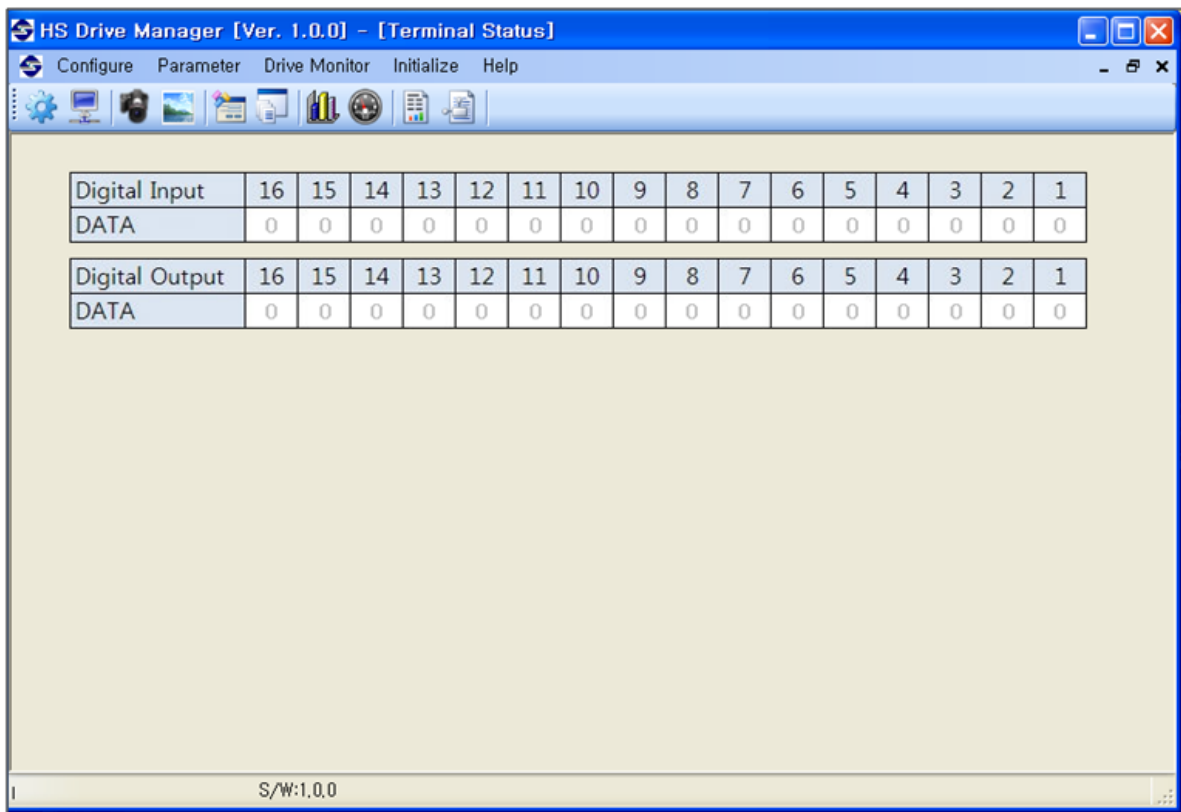 HS Drive Manager [Ver. 1.0.0] - [Terminal Status]
Configure Parameter Drive Monitor Initialize Help
Digital Input 16 15 14 13 12 11 10 9 8 7 6 5 4 3 2 1
DATA 0 0 0 0 0 0 0 0 0 0 0 0 0 0 0 0
Digital Output 16 15 14 13 12 11 10 9 8 7 6 5 4 3 2 1
DATA 0 0 0 0 0 0 0 0 0 0 0 0 0 0 0 0
S/W:1,0,0